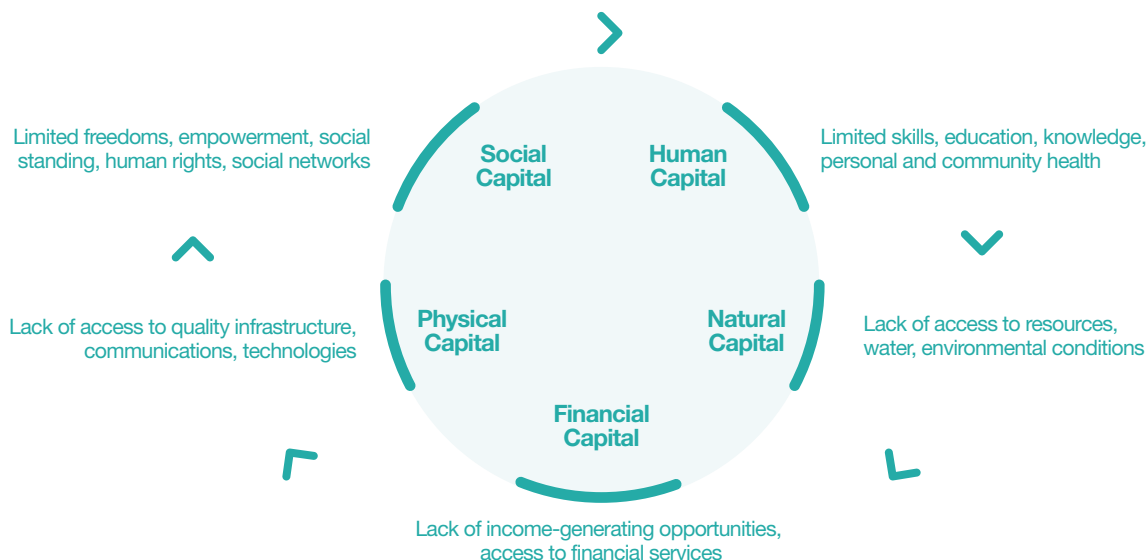 Limited freedoms, empowerment, social
standing, human rights, social networks
Social
Capital
Human
Capital
Limited skills, education, knowledge,
personal and community health
Lack of access to quality infrastructure,
communications, technologies
Physical
Capital
Natural
Capital
Lack of access to resources,
water, environmental conditions
Financial
Capital
Lack of income-generating opportunities,
access to financial services